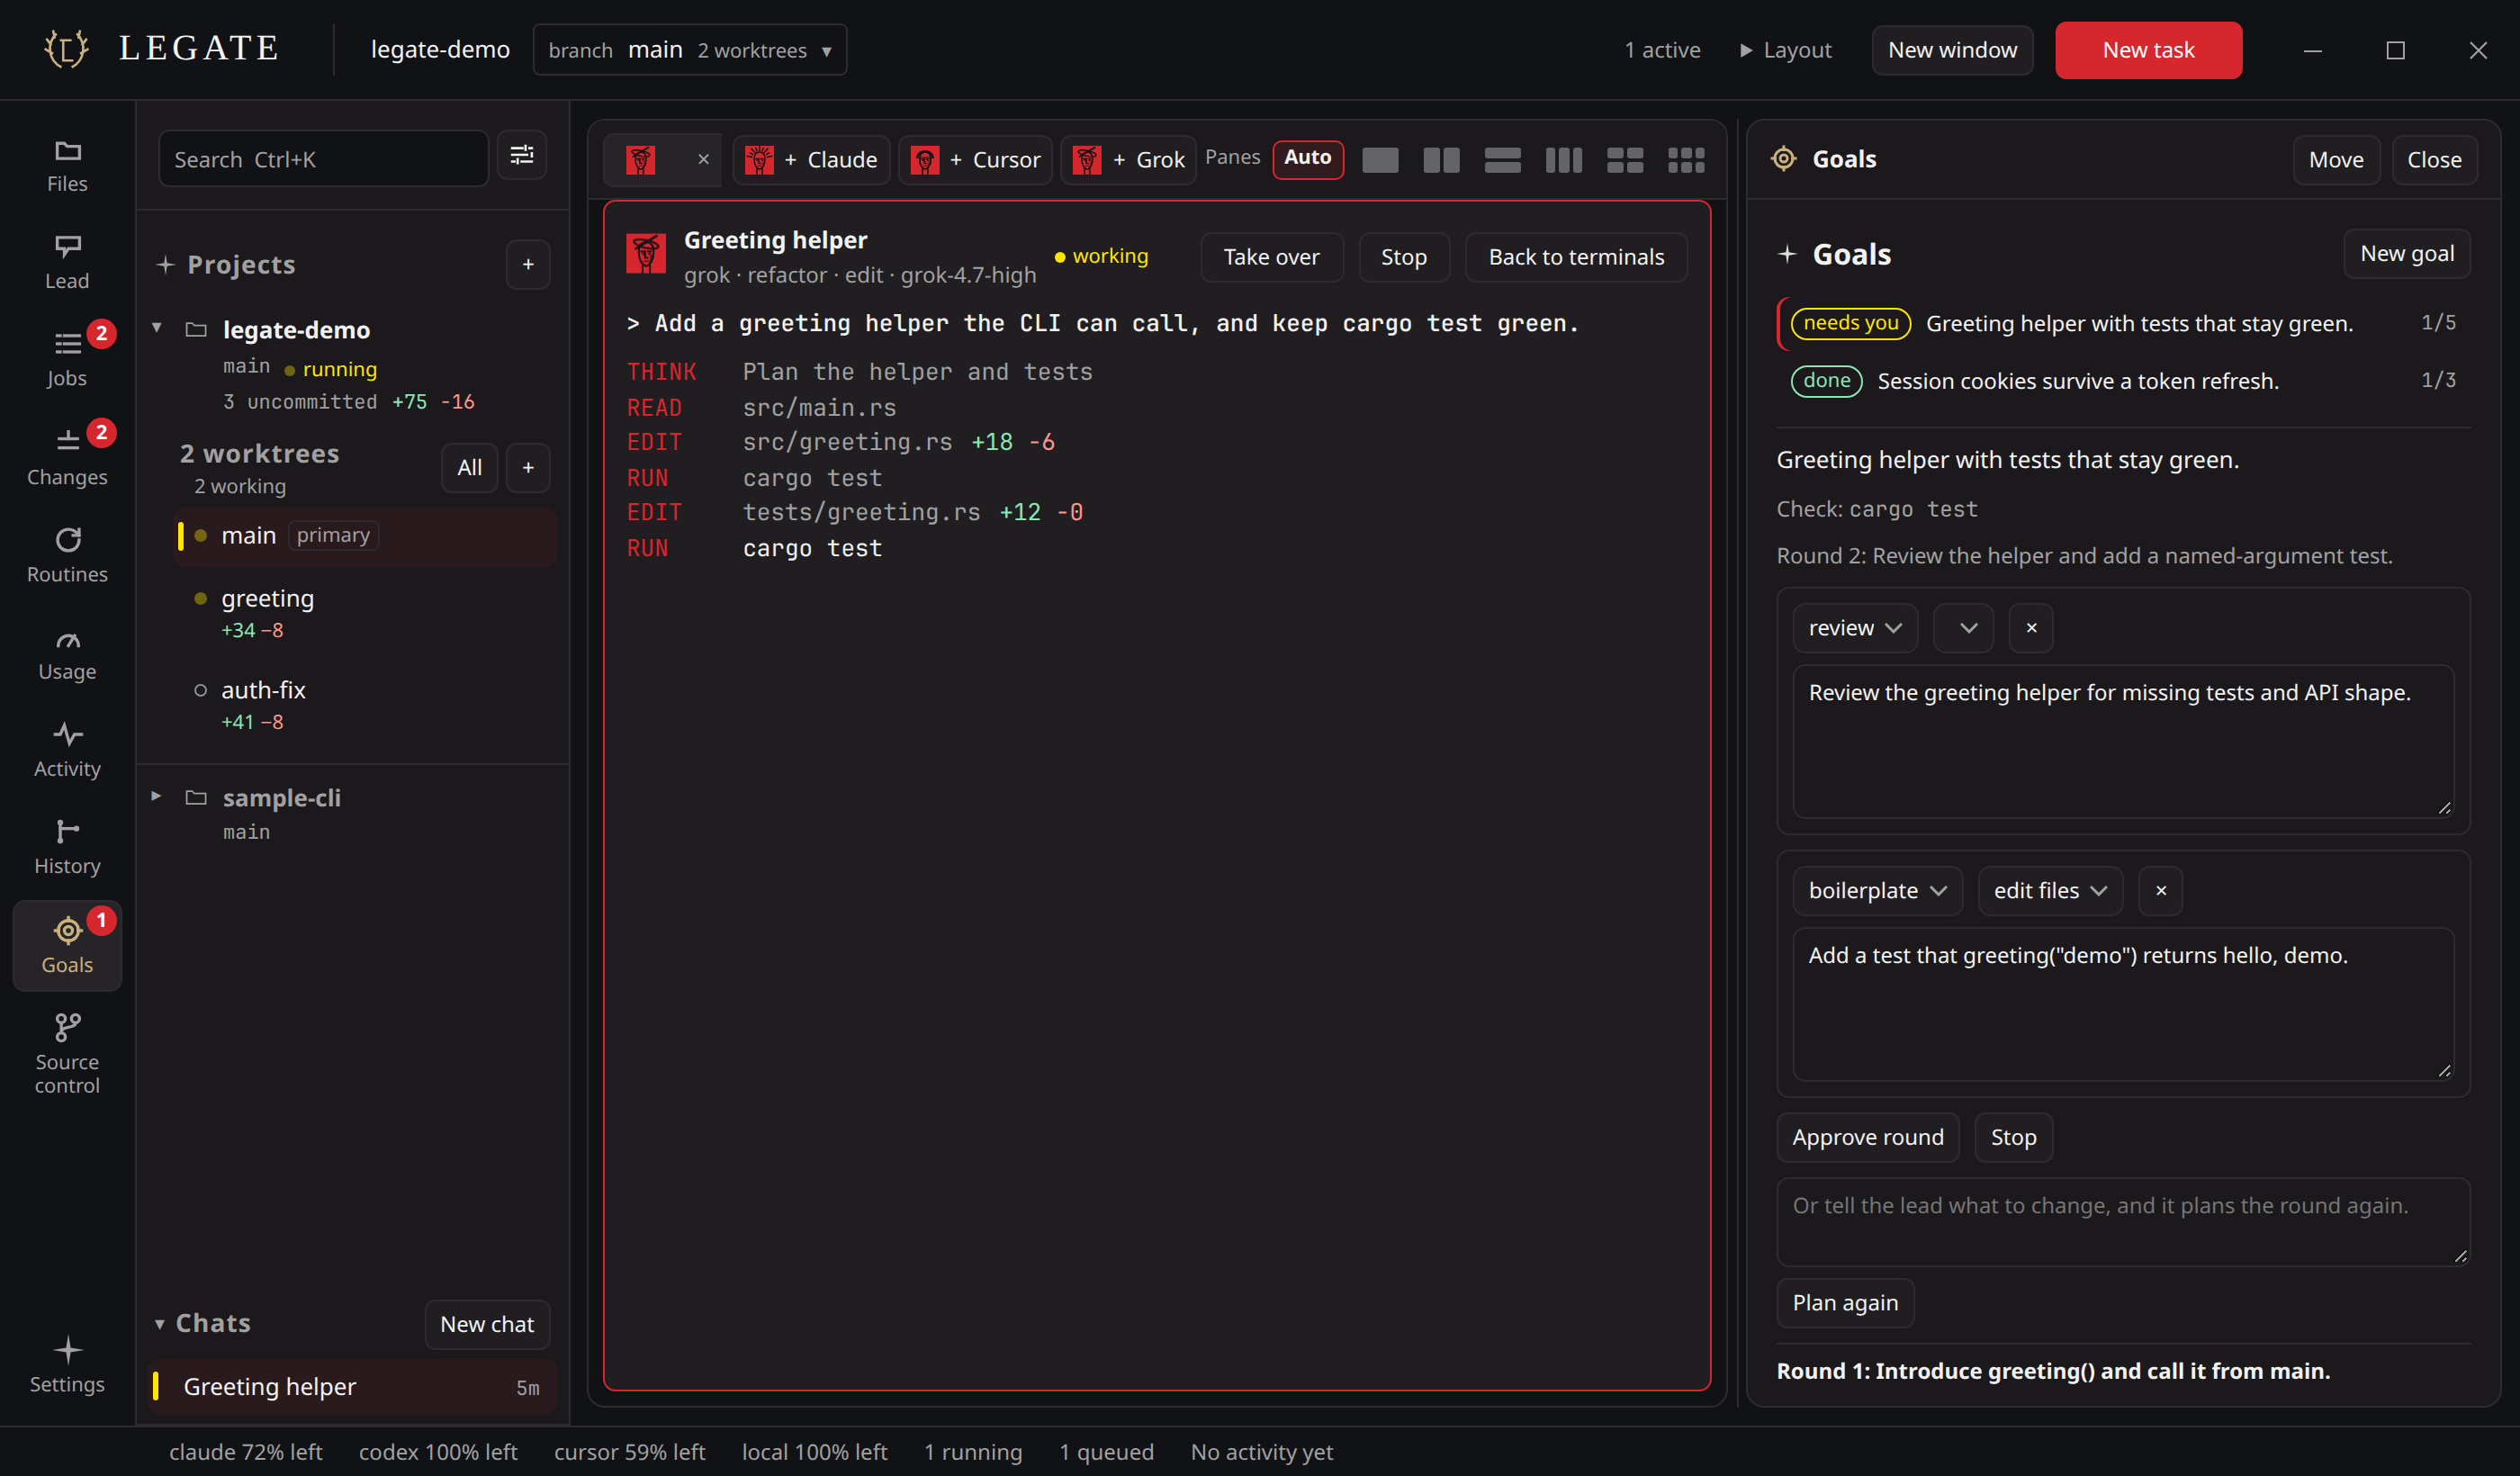 LEGATE
legate-demo
branch main 2 worktrees ▾
1 active
▶ Layout
New window
New task
Files
Lead
Jobs
2
Changes
2
Routines
Usage
Activity
History
Goals
1
Source control
Settings
Search Ctrl+K
Projects
+
legate-demo
main running
3 uncommitted +75 -16
2 worktrees
2 working
All
+
main primary
greeting
+34 −8
auth-fix
+41 −8
sample-cli
main
▾ Chats
New chat
Greeting helper 5m
×
+ Claude
+ Cursor
+ Grok
Panes
Auto
Greeting helper
grok · refactor · edit · grok-4.7-high
working
Take over
Stop
Back to terminals
> Add a greeting helper the CLI can call, and keep cargo test green.
THINK Plan the helper and tests
READ src/main.rs
EDIT src/greeting.rs +18 -6
RUN cargo test
EDIT tests/greeting.rs +12 -0
RUN cargo test
Goals
Move
Close
Goals
New goal
needs you Greeting helper with tests that stay green. 1/5
done Session cookies survive a token refresh. 1/3
Greeting helper with tests that stay green.
Check: cargo test
Round 2: Review the helper and add a named-argument test.
review
×
Review the greeting helper for missing tests and API shape.
boilerplate
edit files
×
Add a test that greeting("demo") returns hello, demo.
Approve round
Stop
Or tell the lead what to change, and it plans the round again.
Plan again
Round 1: Introduce greeting() and call it from main.
claude 72% left
codex 100% left
cursor 59% left
local 100% left
1 running
1 queued
No activity yet